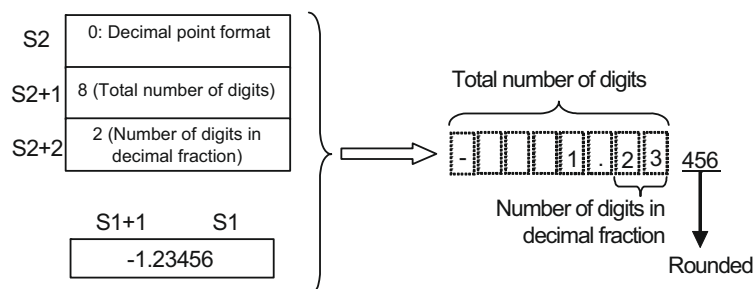 S2
0: Decimal point format
S2+1
8 (Total number of digits)
S2+2
2 (Number of digits in
decimal fraction)
S1+1 S1
-1.23456
Total number of digits
- 1 . 2 3 456
Number of digits in
decimal fraction
Rounded